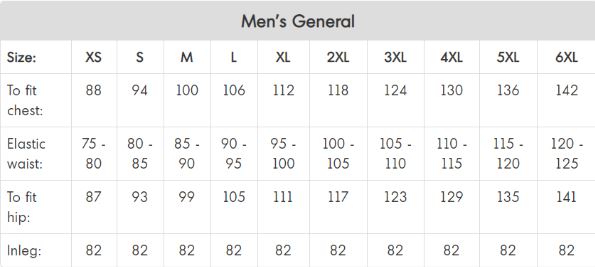 Men's General
Size: XS S M L XL 2XL 3XL 4XL 5XL 6XL
To fit chest: 88 94 100 106 112 118 124 130 136 142
Elastic waist: 75 - 80 80 - 85 85 - 90 90 - 95 95 - 100 100 - 105 105 - 110 110 - 115 115 - 120 120 - 125
To fit hip: 87 93 99 105 111 117 123 129 135 141
Inleg: 82 82 82 82 82 82 82 82 82 82